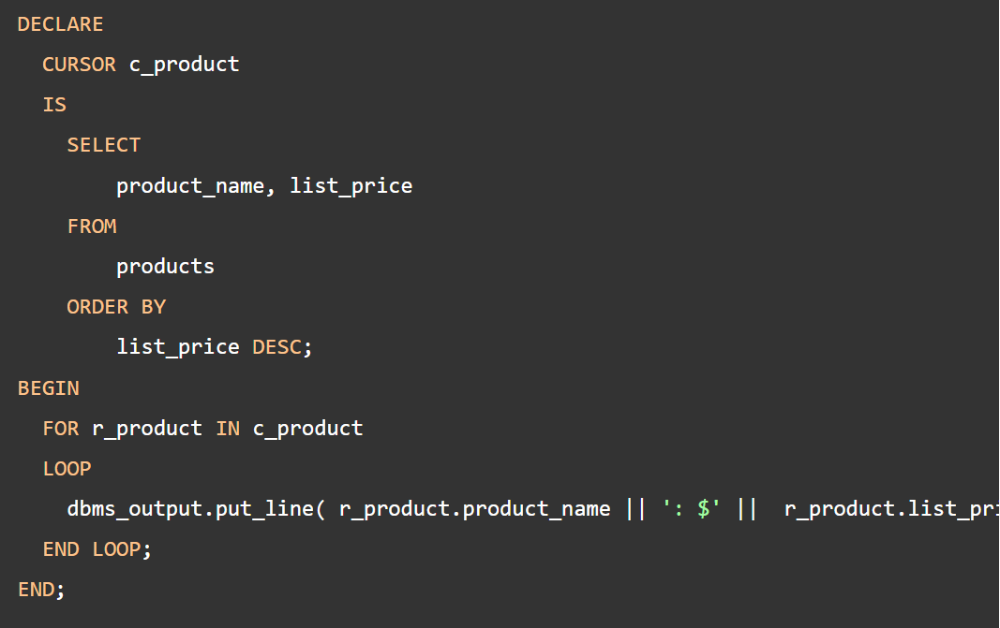 DECLARE
CURSOR c_product
IS
SELECT
product_name, list_price
FROM
products
ORDER BY
list_price DESC;
BEGIN
FOR r_product IN c_product
LOOP
dbms_output.put_line( r_product.product_name || ': $' ||  r_product.list_pri
END LOOP;
END;